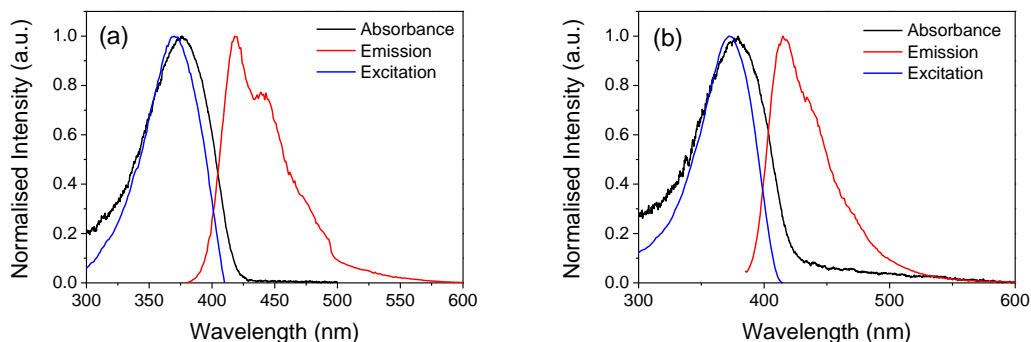 (a)
Absorbance
Emission
Excitation
Normalised Intensity (a.u.)
1.0
0.8
0.6
0.4
0.2
0.0
300 350 400 450 500 550 600
Wavelength (nm)
(b)
Absorbance
Emission
Excitation
Normalised Intensity (a.u.)
1.0
0.8
0.6
0.4
0.2
0.0
300 400 500 600
Wavelength (nm)